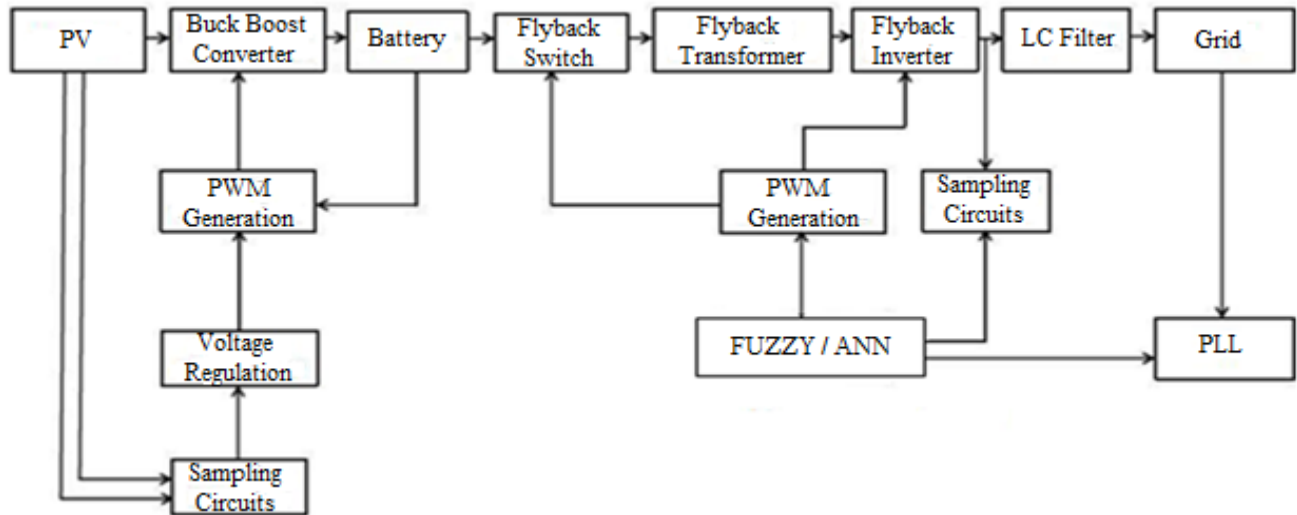 PV
Buck Boost
Converter
Battery
Flyback
Switch
Flyback
Transformer
Flyback
Inverter
LC Filter
Grid
PWM
Generation
PWM
Generation
Sampling
Circuits
Voltage
Regulation
FUZZY / ANN
PLL
Sampling
Circuits